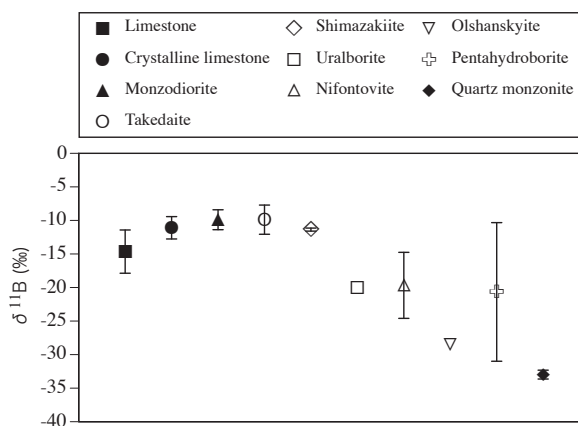 Limestone Shimazakiite Olshanskyite
Crystalline limestone Uralborite Pentahydroborite
Monzodiorite Nifontovite Quartz monzonite
Takedaite
0
-5
-10
-15
-20
-25
-30
-35
-40
δ 11B (‰)